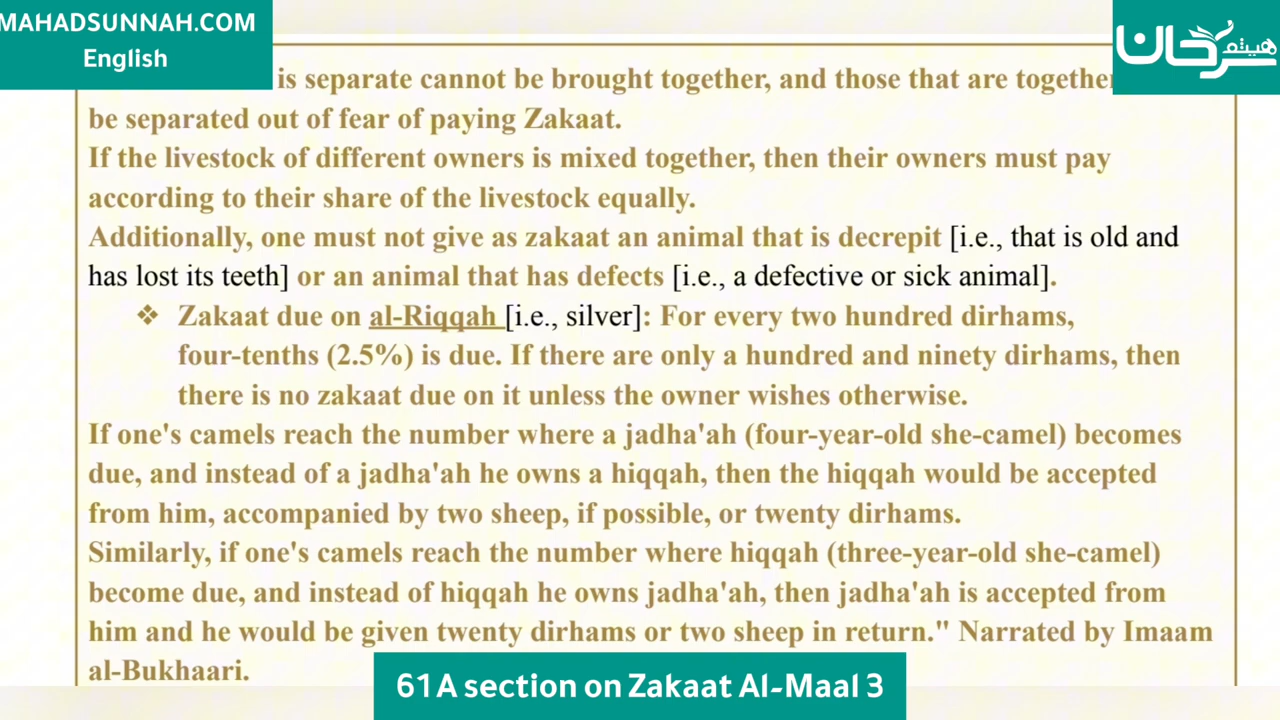 MAHADSUNNAH.COM
English
هيثم سرحان
is separate cannot be brought together, and those that are together
be separated out of fear of paying Zakaat.
If the livestock of different owners is mixed together, then their owners must pay
according to their share of the livestock equally.
Additionally, one must not give as zakaat an animal that is decrepit [i.e., that is old and
has lost its teeth] or an animal that has defects [i.e., a defective or sick animal].
❖ Zakaat due on al-Riqqah [i.e., silver]: For every two hundred dirhams,
four-tenths (2.5%) is due. If there are only a hundred and ninety dirhams, then
there is no zakaat due on it unless the owner wishes otherwise.
If one's camels reach the number where a jadha'ah (four-year-old she-camel) becomes
due, and instead of a jadha'ah he owns a hiqqah, then the hiqqah would be accepted
from him, accompanied by two sheep, if possible, or twenty dirhams.
Similarly, if one's camels reach the number where hiqqah (three-year-old she-camel)
become due, and instead of hiqqah he owns jadha'ah, then jadha'ah is accepted from
him and he would be given twenty dirhams or two sheep in return." Narrated by Imaam
al-Bukhaari.
61 A section on Zakaat Al-Maal 3